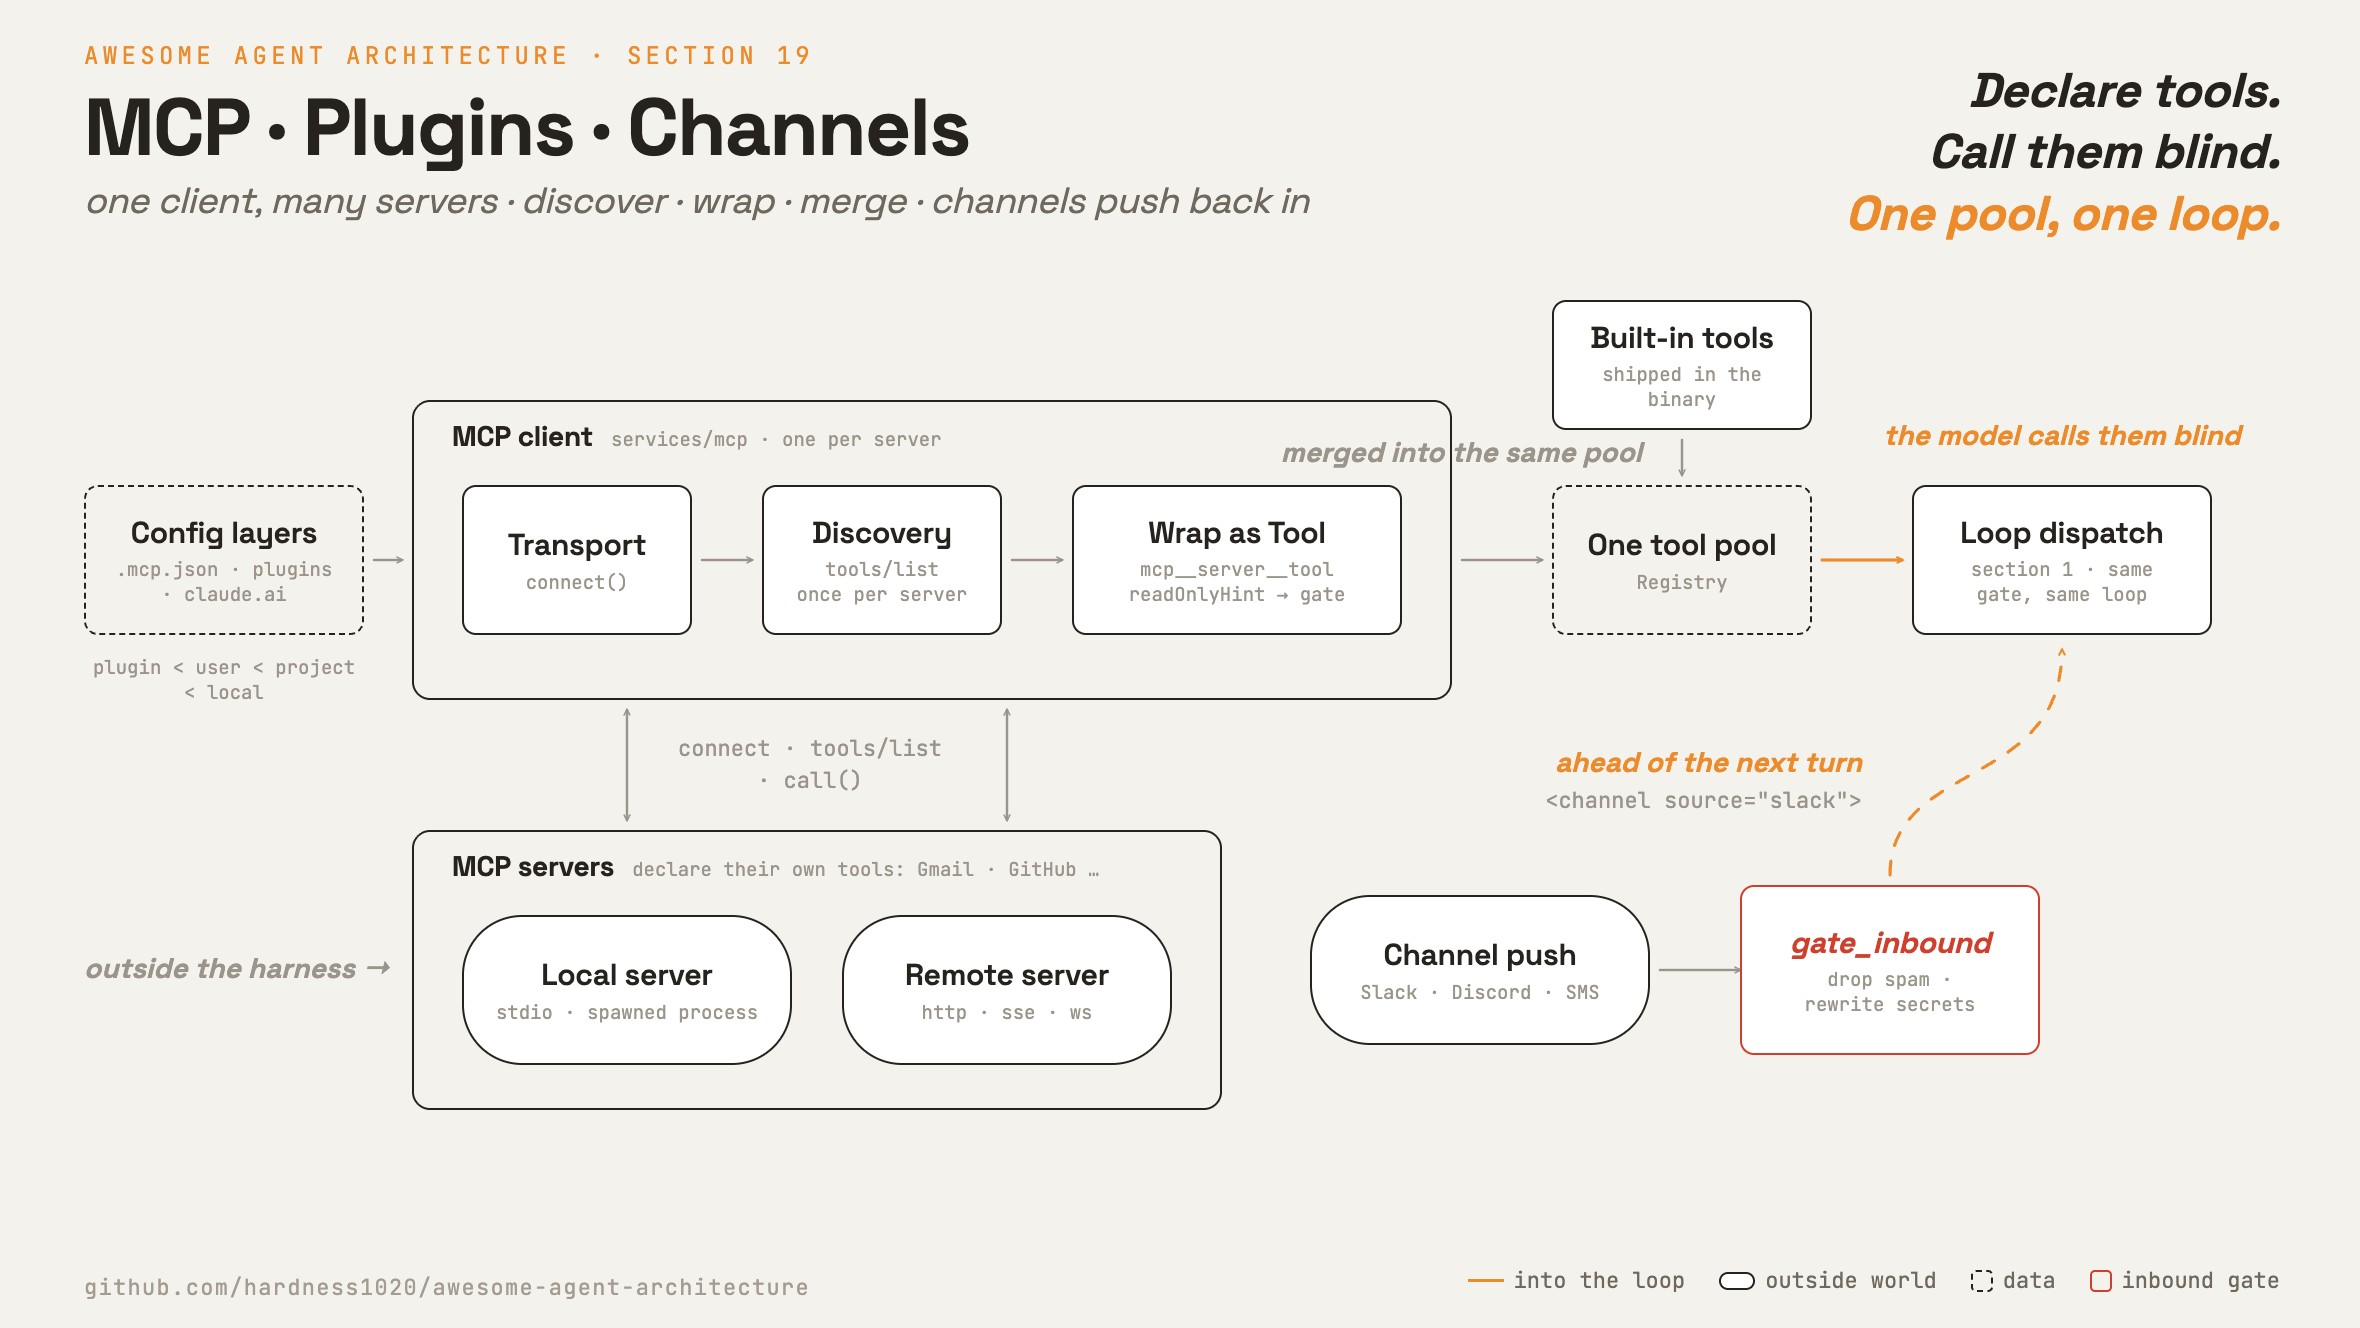 AWESOME AGENT ARCHITECTURE · SECTION 19
MCP · Plugins · Channels
one client, many servers · discover · wrap · merge · channels push back in
Declare tools.
Call them blind.
One pool, one loop.
Built-in tools
shipped in the
binary
MCP client services/mcp · one per server
merged into the same pool
the model calls them blind
Config layers
.mcp.json · plugins
· claude.ai
plugin < user < project
< local
Transport
connect()
Discovery
tools/list
once per server
Wrap as Tool
mcp__server__tool
readOnlyHint → gate
One tool pool
Registry
Loop dispatch
section 1 · same
gate, same loop
connect · tools/list
· call()
ahead of the next turn
<channel source="slack">
MCP servers declare their own tools: Gmail · GitHub …
outside the harness →
Local server
stdio · spawned process
Remote server
http · sse · ws
Channel push
Slack · Discord · SMS
gate_inbound
drop spam ·
rewrite secrets
github.com/hardness1020/awesome-agent-architecture
into the loop
outside world
data
inbound gate